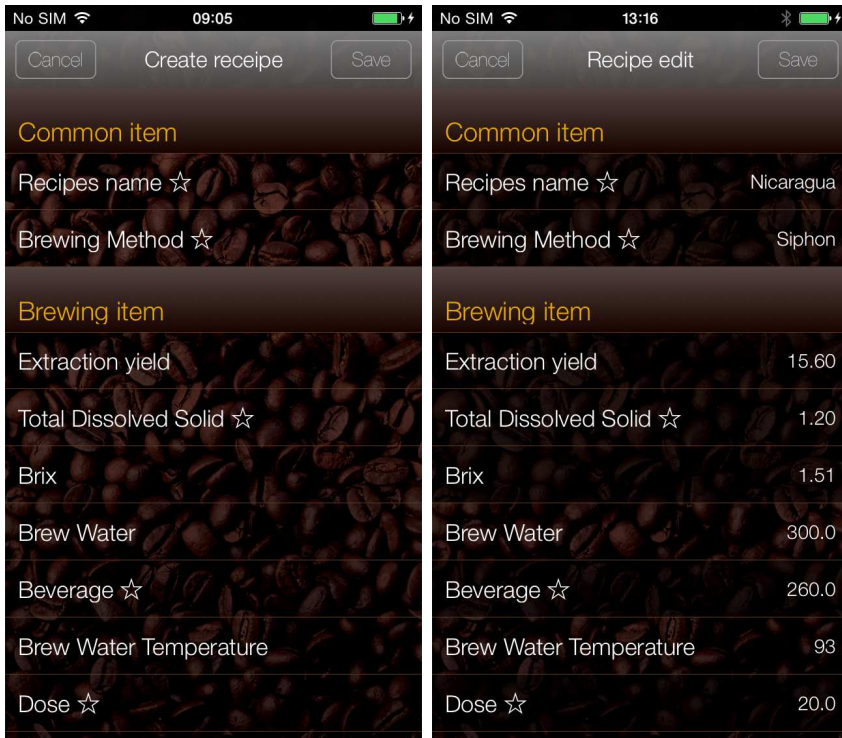 No SIM 09:05
Cancel Create receipe Save
Common item
Recipes name ☆
Brewing Method ☆
Brewing item
Extraction yield
Total Dissolved Solid ☆
Brix
Brew Water
Beverage ☆
Brew Water Temperature
Dose ☆
No SIM 13:16
Cancel Recipe edit Save
Common item
Recipes name ☆ Nicaragua
Brewing Method ☆ Siphon
Brewing item
Extraction yield 15.60
Total Dissolved Solid ☆ 1.20
Brix 1.51
Brew Water 300.0
Beverage ☆ 260.0
Brew Water Temperature 93
Dose ☆ 20.0